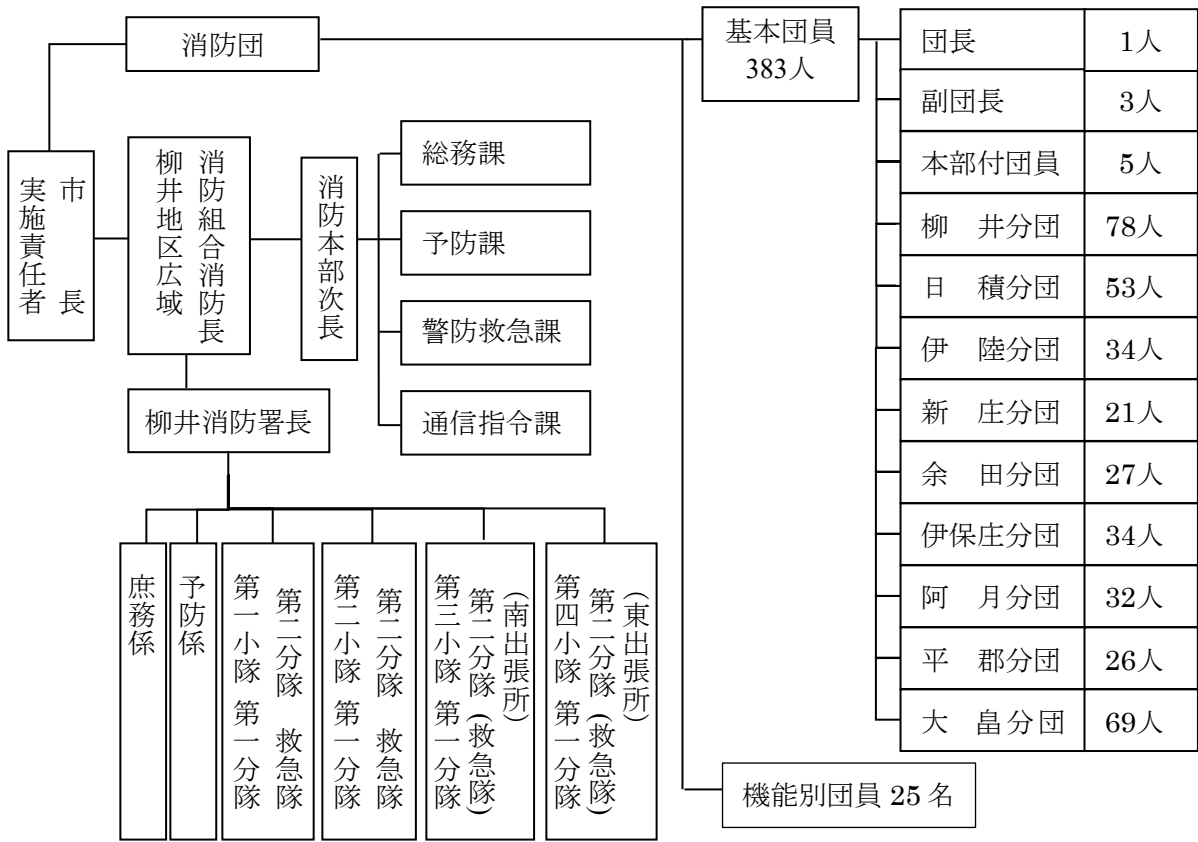 消防団
基本団員
383人
団長 1人
副団長 3人
本部付団員 5人
柳 井分団 78人
日 積分団 53人
伊 陸分団 34人
新 庄分団 21人
余 田分団 27人
伊保庄分団 34人
阿 月分団 32人
平 郡分団 26人
大 畠分団 69人
機能別団員 25 名
市 長
実施責任者
消防組合消防長
柳井地区広域
消防本部次長
総務課
予防課
警防救急課
通信指令課
柳井消防署長
庶務係
予防係
第二分隊 救急隊
第一小隊 第一分隊
第二分隊 救急隊
第二小隊 第一分隊
(南出張所)
第二分隊(救急隊)
第三小隊 第一分隊
(東出張所)
第二分隊(救急隊)
第四小隊 第一分隊